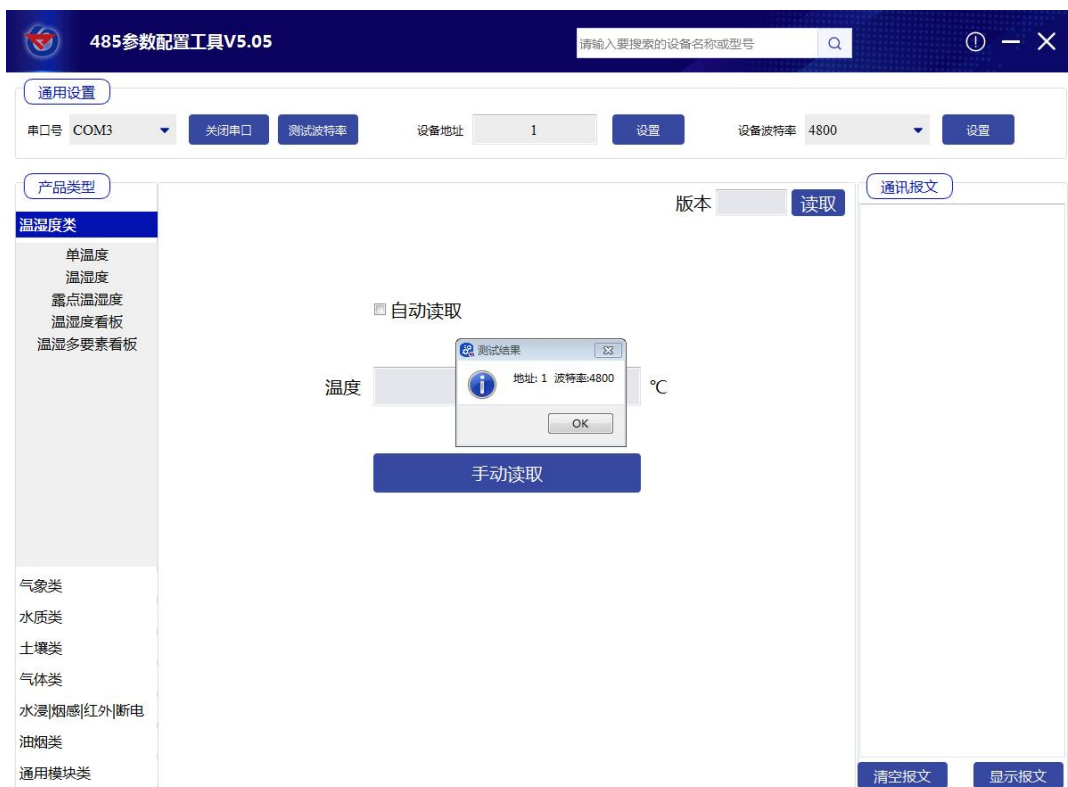 485参数配置工具V5.05
请输入要搜索的设备名称或型号
通用设置
串口号 COM3 关闭串口 测试波特率 设备地址 1 设置 设备波特率 4800 设置
产品类型
温湿度类
单温度
温湿度
露点温湿度
温湿度看板
温湿多要素看板
气象类
水质类
土壤类
气体类
水浸|烟感|红外|断电
油烟类
通用模块类
版本 读取
自动读取
温度 ℃
手动读取
测试结果
地址: 1 波特率:4800
OK
通讯报文
清空报文 显示报文